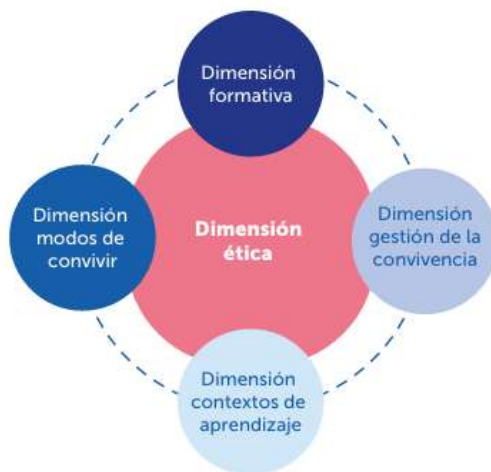 Dimensión
formativa
Dimensión
modos de
convivir
Dimensión
ética
Dimensión
gestión de la
convivencia
Dimensión
contextos de
aprendizaje